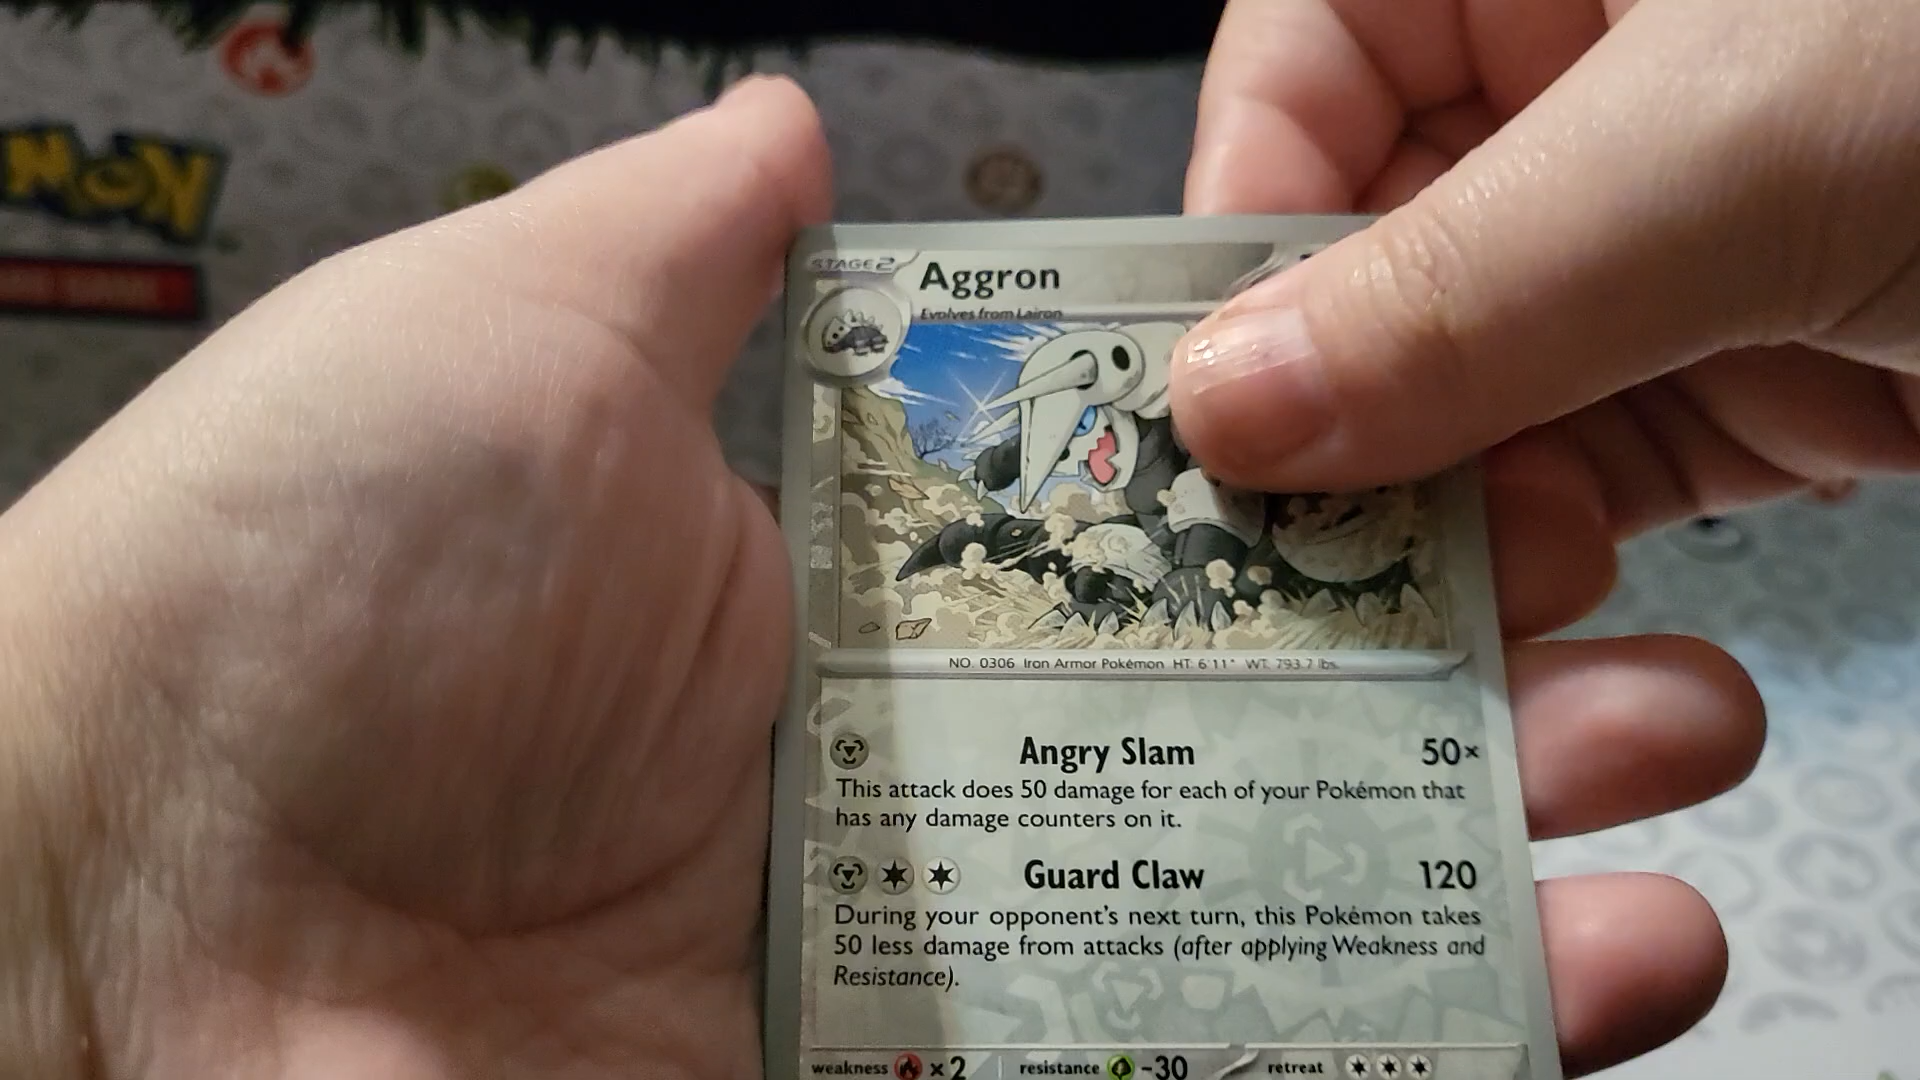 MON
STAGE2
Aggron
Evolves from Lairon
NO. 0306 Iron Armor Pokémon HT: 6'11" WT: 793.7 lbs.
Angry Slam 50×
This attack does 50 damage for each of your Pokémon that
has any damage counters on it.
Guard Claw 120
During your opponent's next turn, this Pokémon takes
50 less damage from attacks (after applying Weakness and
Resistance).
weakness ×2 resistance -30 retreat